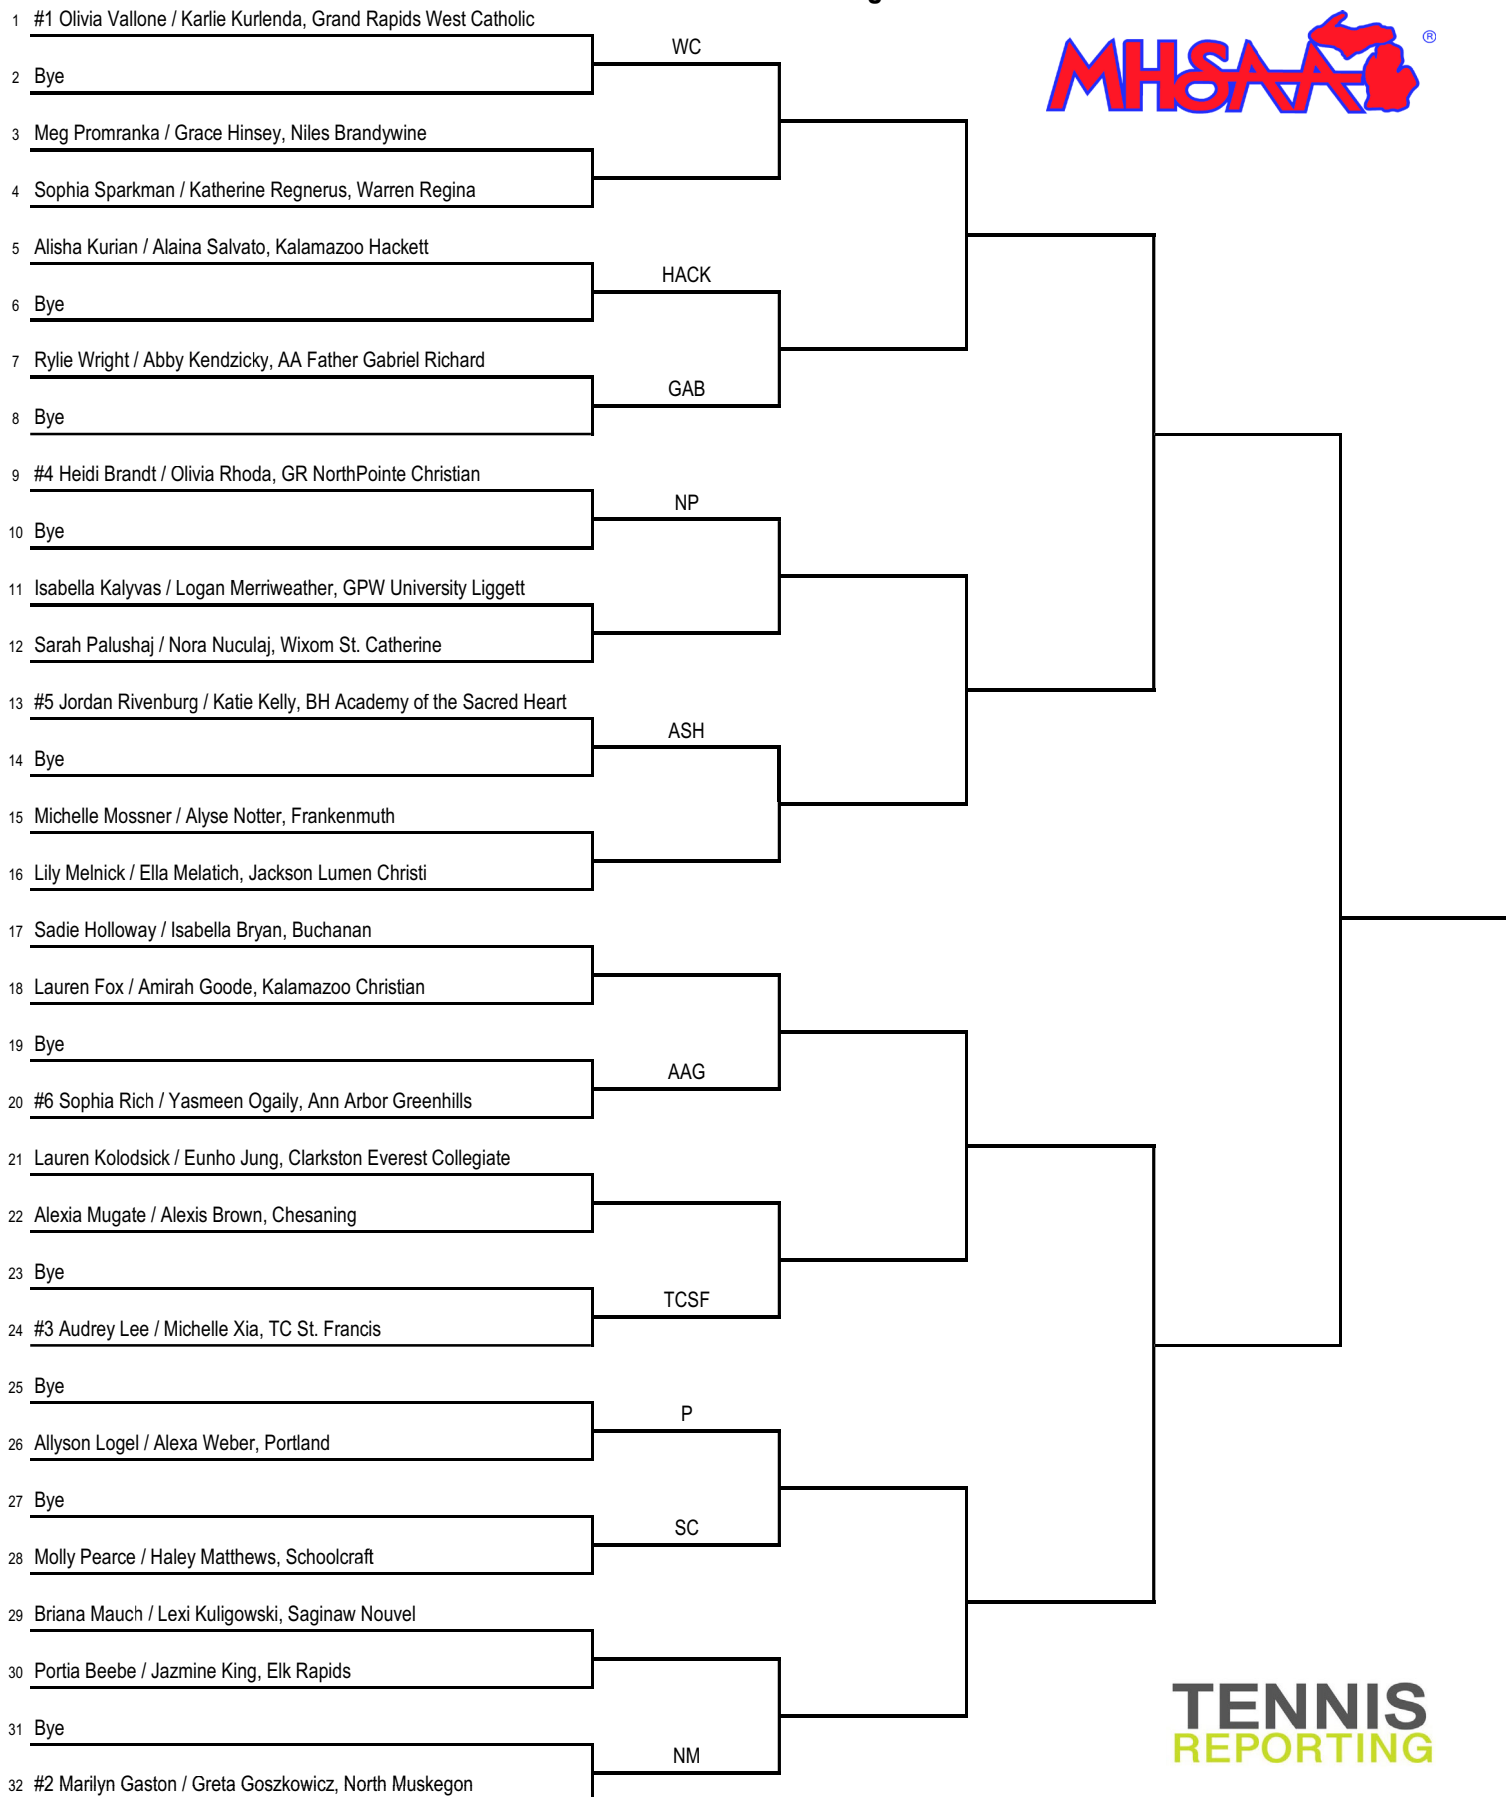 1 #1 Olivia Vallone / Karlie Kurlenda, Grand Rapids West Catholic
WC
MHSAA ®
2 Bye
3 Meg Promranka / Grace Hinsey, Niles Brandywine
4 Sophia Sparkman / Katherine Regnerus, Warren Regina
5 Alisha Kurian / Alaina Salvato, Kalamazoo Hackett
HACK
6 Bye
7 Rylie Wright / Abby Kendzicky, AA Father Gabriel Richard
GAB
8 Bye
9 #4 Heidi Brandt / Olivia Rhoda, GR NorthPointe Christian
NP
10 Bye
11 Isabella Kalyvas / Logan Merriweather, GPW University Liggett
12 Sarah Palushaj / Nora Nuculaj, Wixom St. Catherine
13 #5 Jordan Rivenburg / Katie Kelly, BH Academy of the Sacred Heart
ASH
14 Bye
15 Michelle Mossner / Alyse Notter, Frankenmuth
16 Lily Melnick / Ella Melatich, Jackson Lumen Christi
17 Sadie Holloway / Isabella Bryan, Buchanan
18 Lauren Fox / Amirah Goode, Kalamazoo Christian
19 Bye
AAG
20 #6 Sophia Rich / Yasmeen Ogaily, Ann Arbor Greenhills
21 Lauren Kolodsick / Eunho Jung, Clarkston Everest Collegiate
22 Alexia Mugate / Alexis Brown, Chesaning
23 Bye
TCSF
24 #3 Audrey Lee / Michelle Xia, TC St. Francis
25 Bye
P
26 Allyson Logel / Alexa Weber, Portland
27 Bye
SC
28 Molly Pearce / Haley Matthews, Schoolcraft
29 Briana Mauch / Lexi Kuligowski, Saginaw Nouvel
30 Portia Beebe / Jazmine King, Elk Rapids
31 Bye
NM
32 #2 Marilyn Gaston / Greta Goszkowicz, North Muskegon
TENNIS
REPORTING